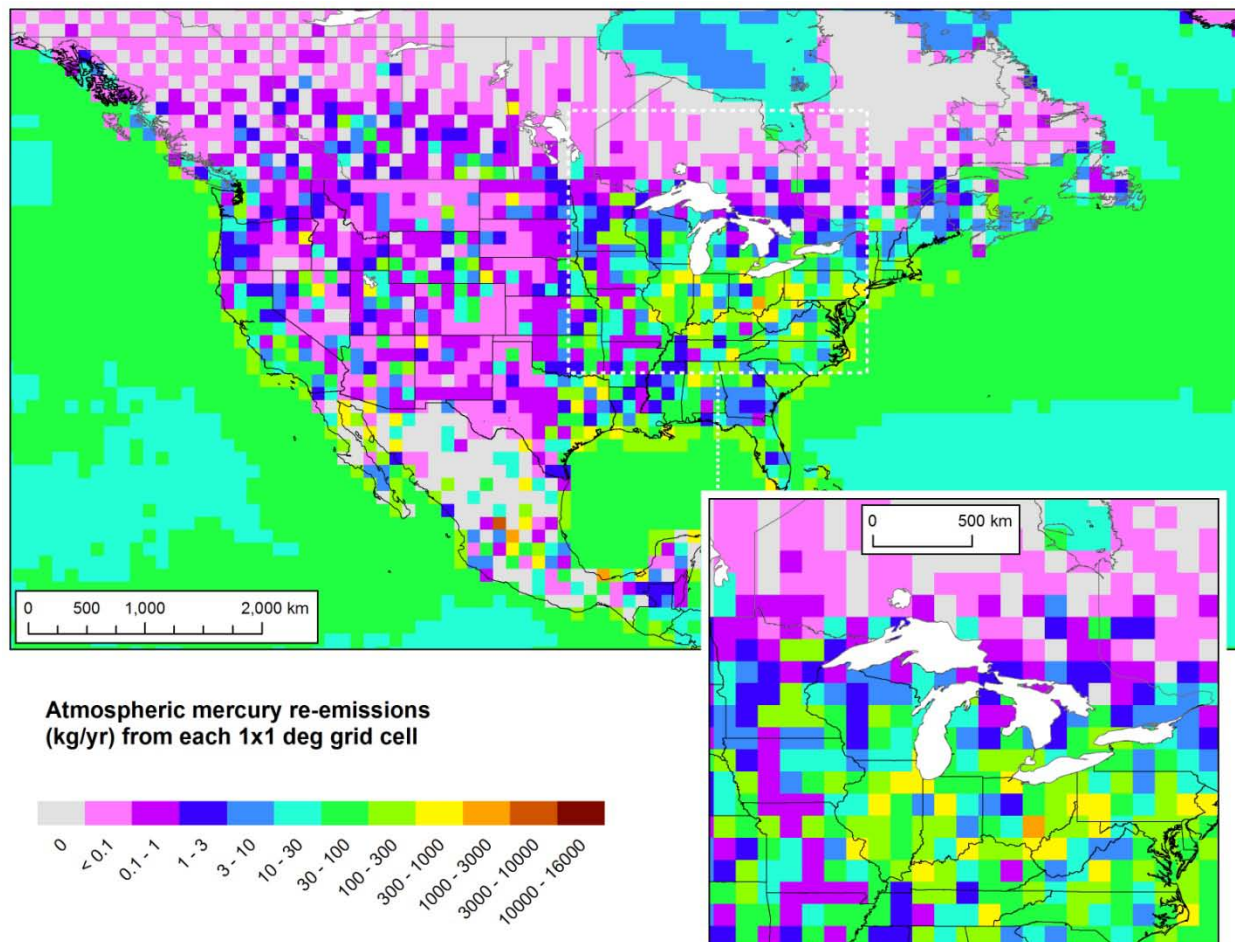 0 500 km
0 500 1,000 2,000 km
Atmospheric mercury re-emissions
(kg/yr) from each 1x1 deg grid cell
0
< 0.1
0.1 - 1
1 - 3
3 - 10
10 - 30
30 - 100
100 - 300
300 - 1000
1000 - 3000
3000 - 10000
10000 - 16000